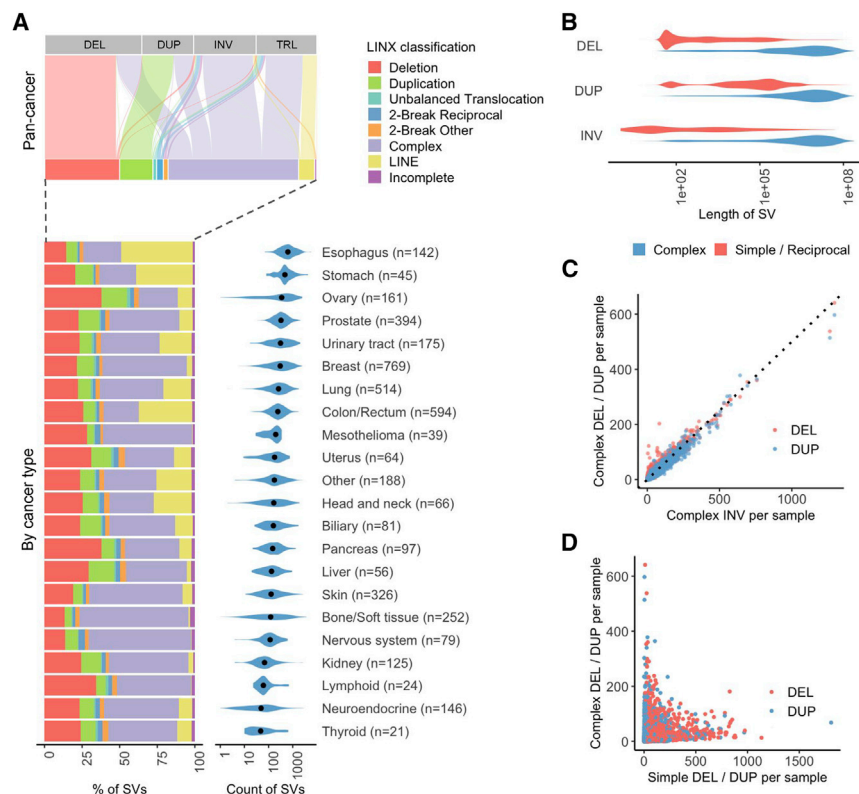 A
DEL
DUP
INV
TRL
Pan-cancer
LINX classification
Deletion
Duplication
Unbalanced Translocation
2-Break Reciprocal
2-Break Other
Complex
LINE
Incomplete
By cancer type
Esophagus (n=142)
Stomach (n=45)
Ovary (n=161)
Prostate (n=394)
Urinary tract (n=175)
Breast (n=769)
Lung (n=514)
Colon/Rectum (n=594)
Mesothelioma (n=39)
Uterus (n=64)
Other (n=188)
Head and neck (n=66)
Biliary (n=81)
Pancreas (n=97)
Liver (n=56)
Skin (n=326)
Bone/Soft tissue (n=252)
Nervous system (n=79)
Kidney (n=125)
Lymphoid (n=24)
Neuroendocrine (n=146)
Thyroid (n=21)
0
25
50
75
100
% of SVs
1
10
100
1000
Count of SVs
B
DEL
DUP
INV
1e+02
1e+05
1e+08
Length of SV
Complex
Simple / Reciprocal
C
Complex DEL / DUP per sample
600
400
200
0
DEL
DUP
0
500
1000
Complex INV per sample
D
Complex DEL / DUP per sample
600
400
200
0
DEL
DUP
0
500
1000
1500
Simple DEL / DUP per sample